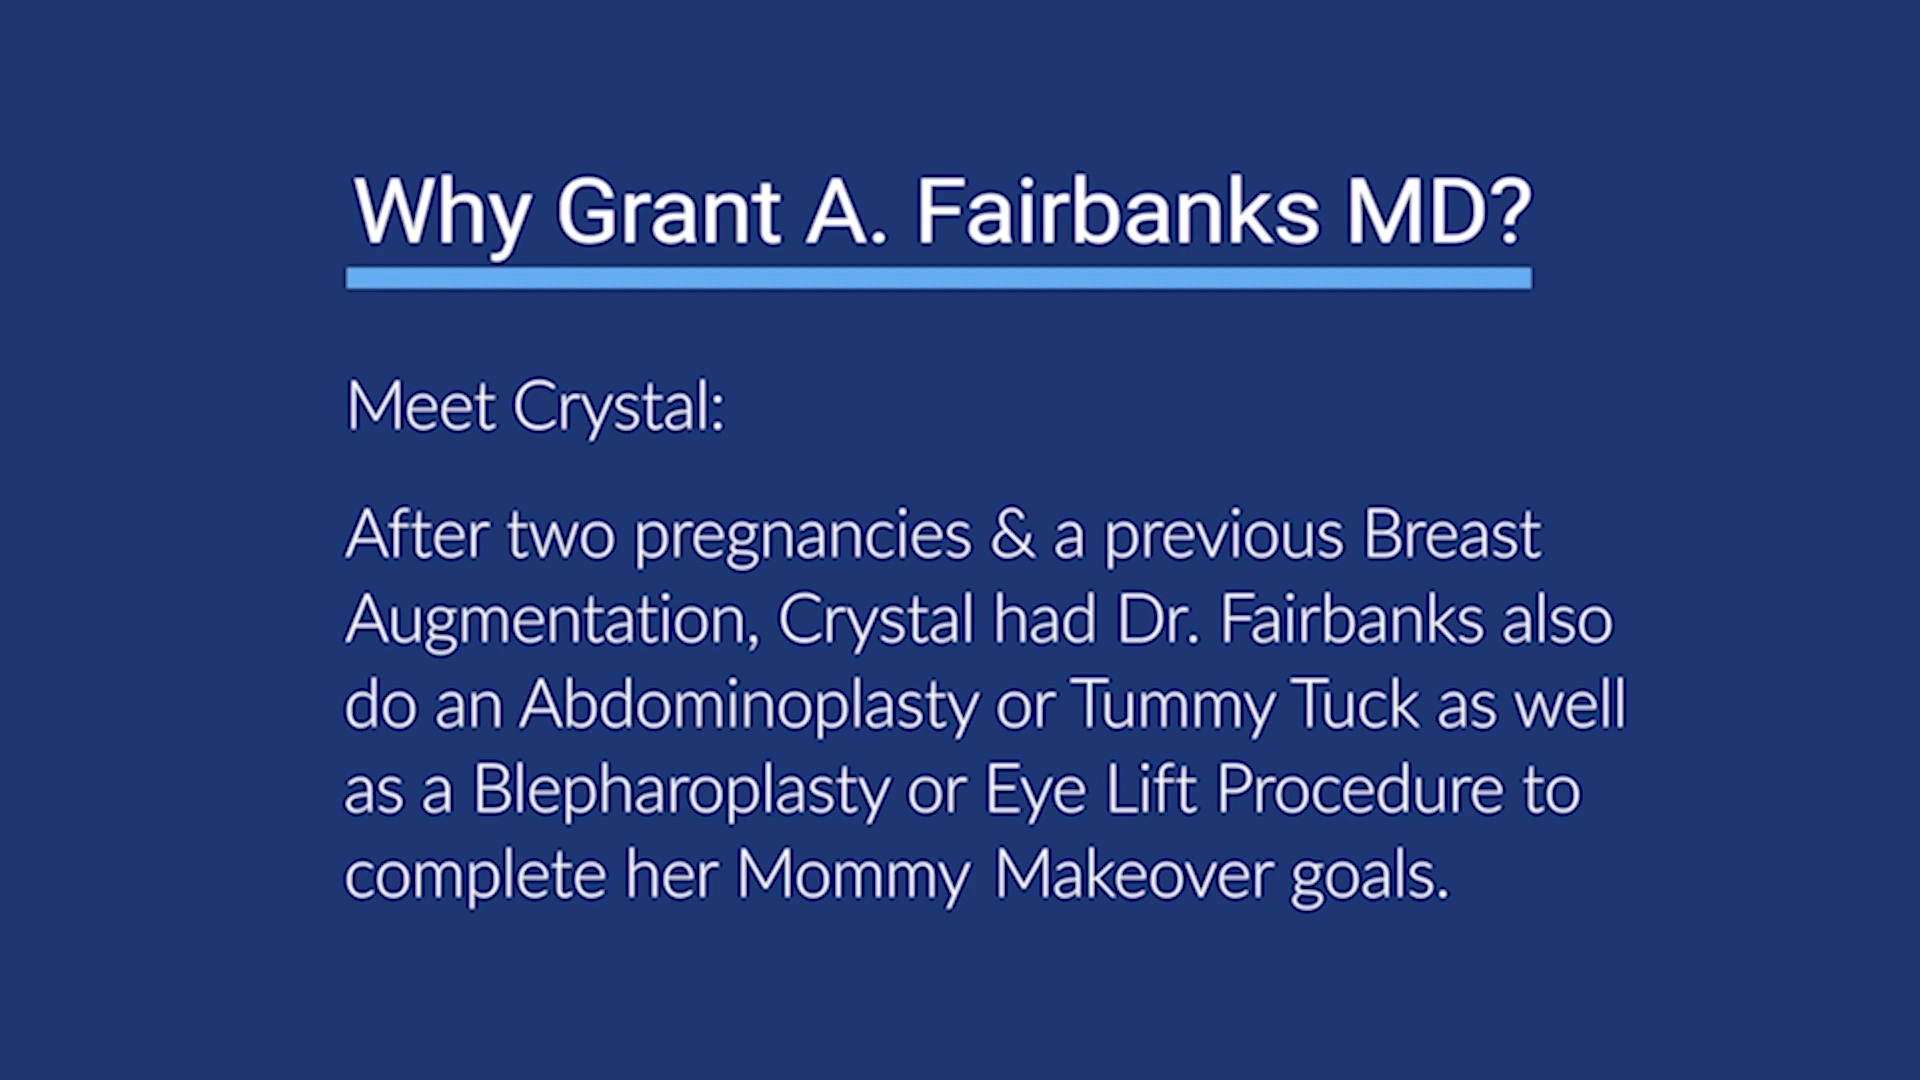 Why Grant A. Fairbanks MD?
Meet Crystal:
After two pregnancies & a previous Breast
Augmentation, Crystal had Dr. Fairbanks also
do an Abdominoplasty or Tummy Tuck as well
as a Blepharoplasty or Eye Lift Procedure to
complete her Mommy Makeover goals.